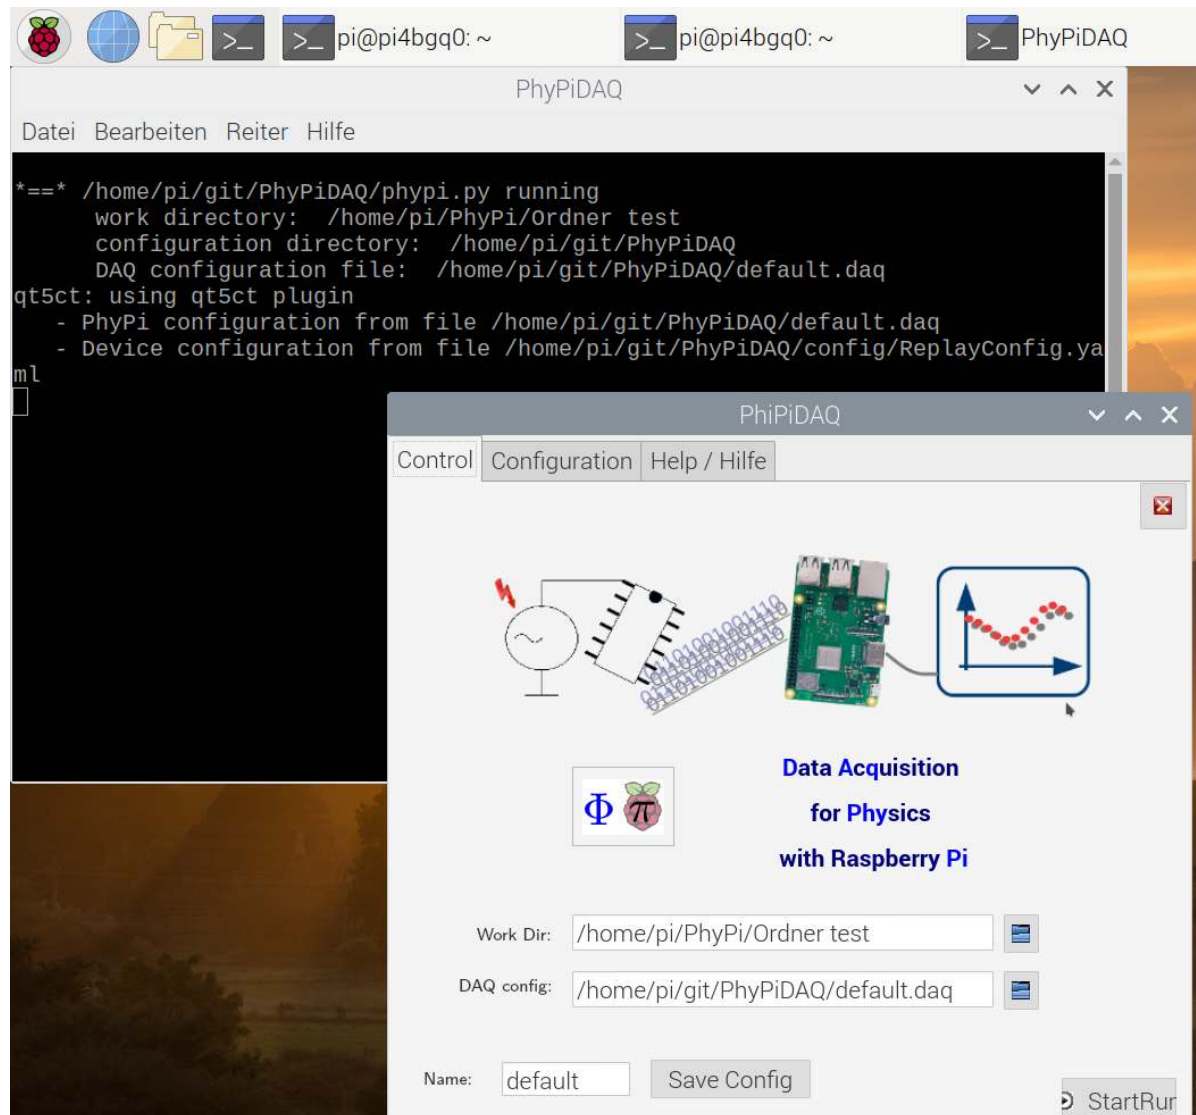 pi@pi4bgq0: ~
pi@pi4bgq0: ~
PhyPiDAQ
PhyPiDAQ
Datei Bearbeiten Reiter Hilfe
*==* /home/pi/git/PhyPiDAQ/phypi.py running
work directory: /home/pi/PhyPi/Ordner test
configuration directory: /home/pi/git/PhyPiDAQ
DAQ configuration file: /home/pi/git/PhyPiDAQ/default.daq
qt5ct: using qt5ct plugin
- PhyPi configuration from file /home/pi/git/PhyPiDAQ/default.daq
- Device configuration from file /home/pi/git/PhyPiDAQ/config/ReplayConfig.ya
ml
PhiPiDAQ
Control Configuration Help / Hilfe
Φ π
Data Acquisition
for Physics
with Raspberry Pi
Work Dir: /home/pi/PhyPi/Ordner test
DAQ config: /home/pi/git/PhyPiDAQ/default.daq
Name: default Save Config
StartRur